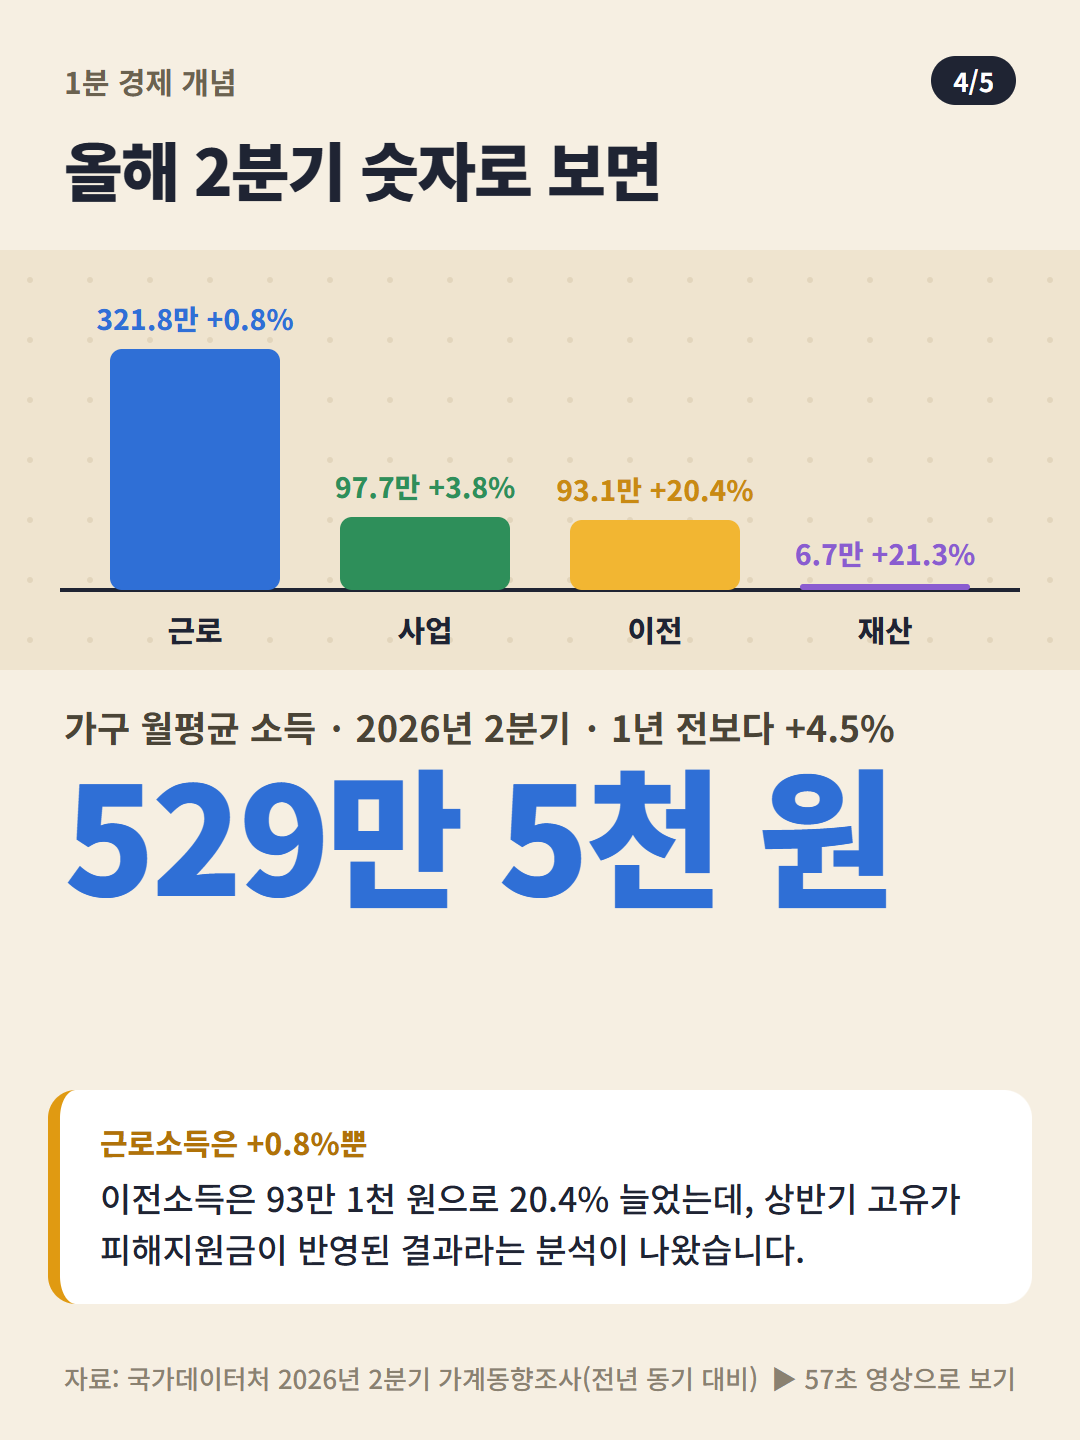 1분 경제 개념
4/5
올해 2분기 숫자로 보면
321.8만 +0.8%
97.7만 +3.8%
93.1만 +20.4%
6.7만 +21.3%
근로
사업
이전
재산
가구 월평균 소득 · 2026년 2분기 · 1년 전보다 +4.5%
529만 5천 원
근로소득은 +0.8%뿐
이전소득은 93만 1천 원으로 20.4% 늘었는데, 상반기 고유가
피해지원금이 반영된 결과라는 분석이 나왔습니다.
자료: 국가데이터처 2026년 2분기 가계동향조사(전년 동기 대비) ▶ 57초 영상으로 보기